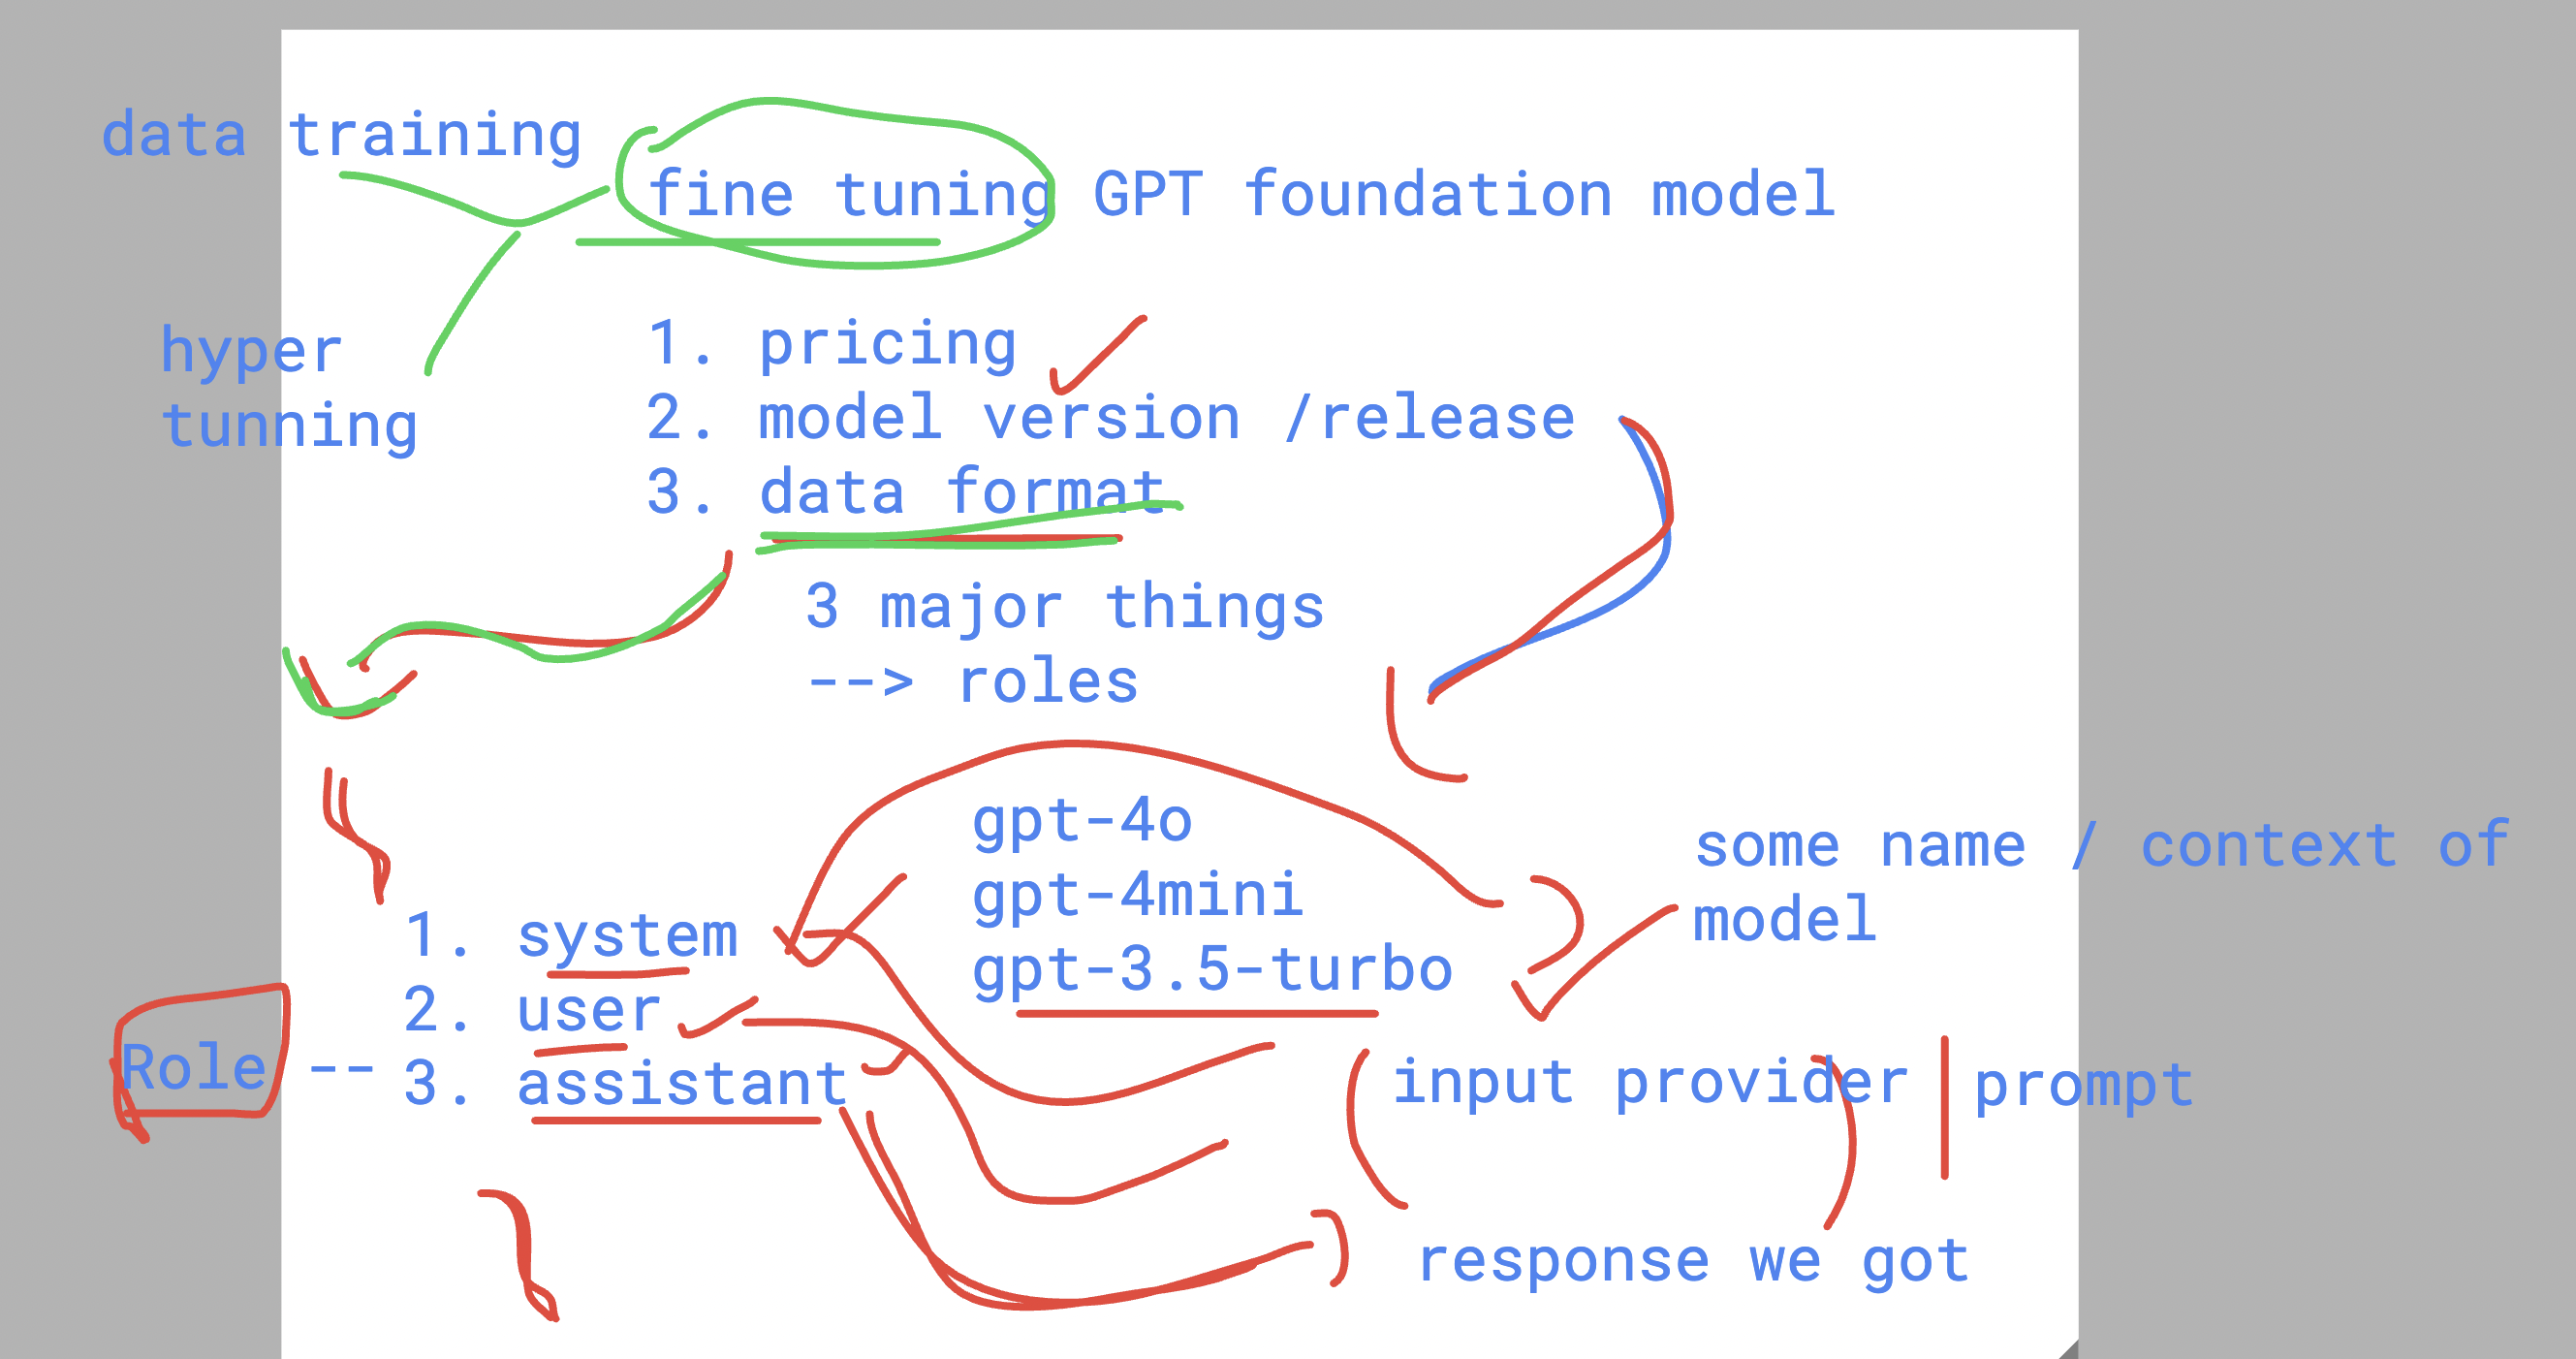 data training
fine tuning GPT foundation model
hyper
tunning
1. pricing
2. model version /release
3. data format
3 major things
--> roles
gpt-4o
gpt-4mini
gpt-3.5-turbo
some name / context of
model
1. system
2. user
3. assistant
Role --
input provider
prompt
response we got